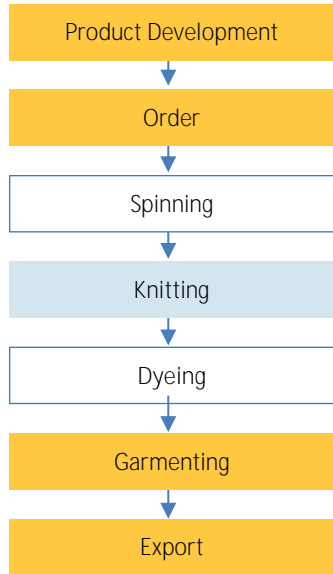 Product Development
Order
Spinning
Knitting
Dyeing
Garmenting
Export